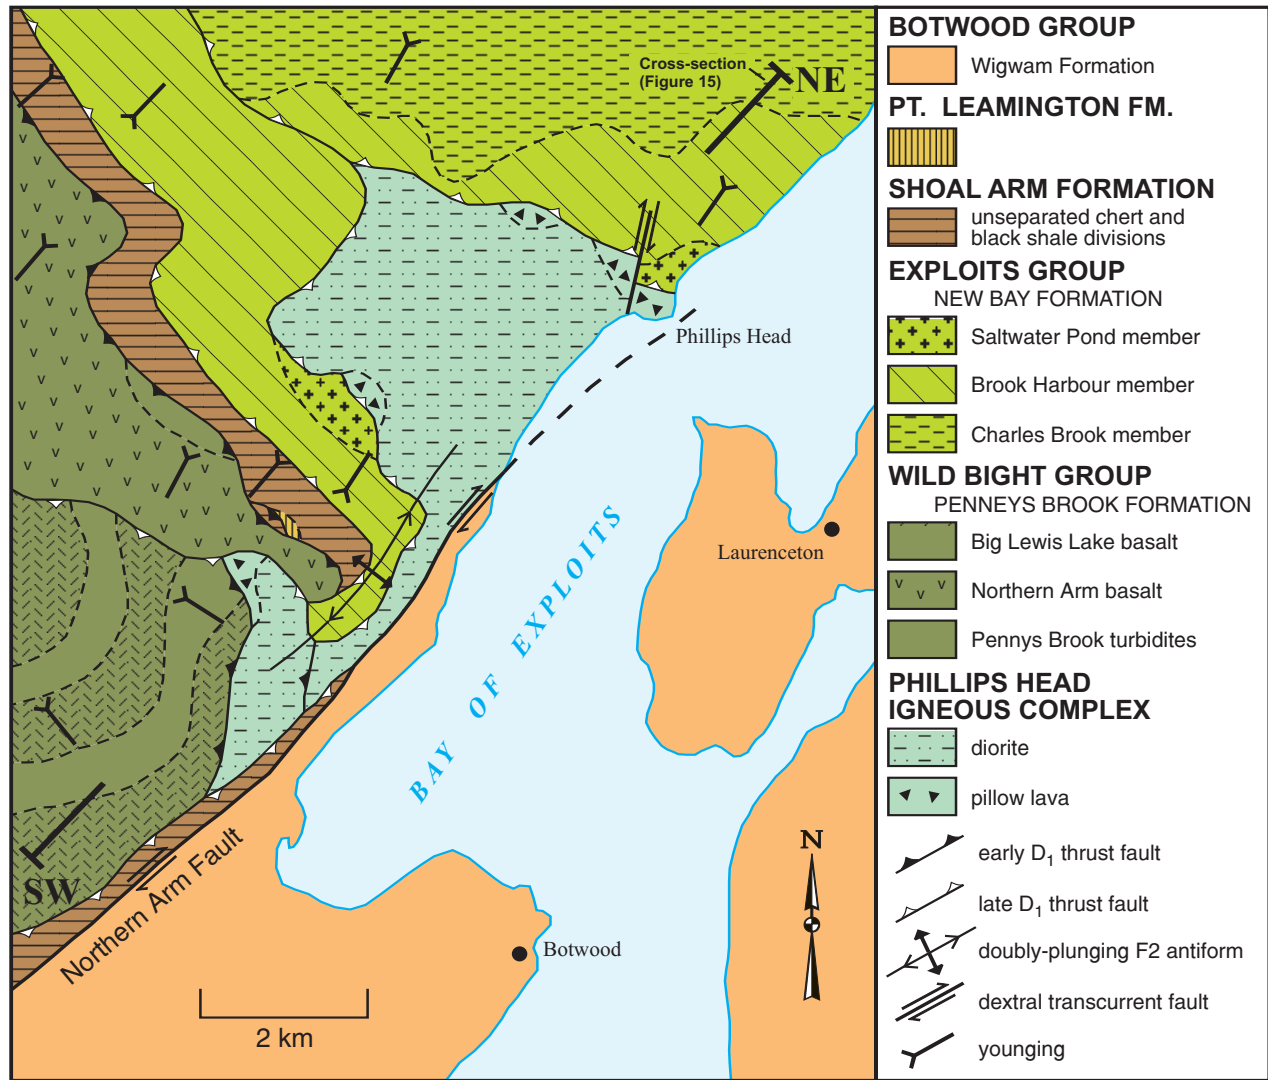 Cross-section
(Figure 15)
NE
Phillips Head
Laurenceton
BAY OF EXPLOITS
SW
Northern Arm Fault
Botwood
N
2 km
BOTWOOD GROUP
Wigwam Formation
PT. LEAMINGTON FM.
SHOAL ARM FORMATION
unseparated chert and
black shale divisions
EXPLOITS GROUP
NEW BAY FORMATION
Saltwater Pond member
Brook Harbour member
Charles Brook member
WILD BIGHT GROUP
PENNEYS BROOK FORMATION
Big Lewis Lake basalt
Northern Arm basalt
Pennys Brook turbidites
PHILLIPS HEAD
IGNEOUS COMPLEX
diorite
pillow lava
early D1 thrust fault
late D1 thrust fault
doubly-plunging F2 antiform
dextral transcurrent fault
younging